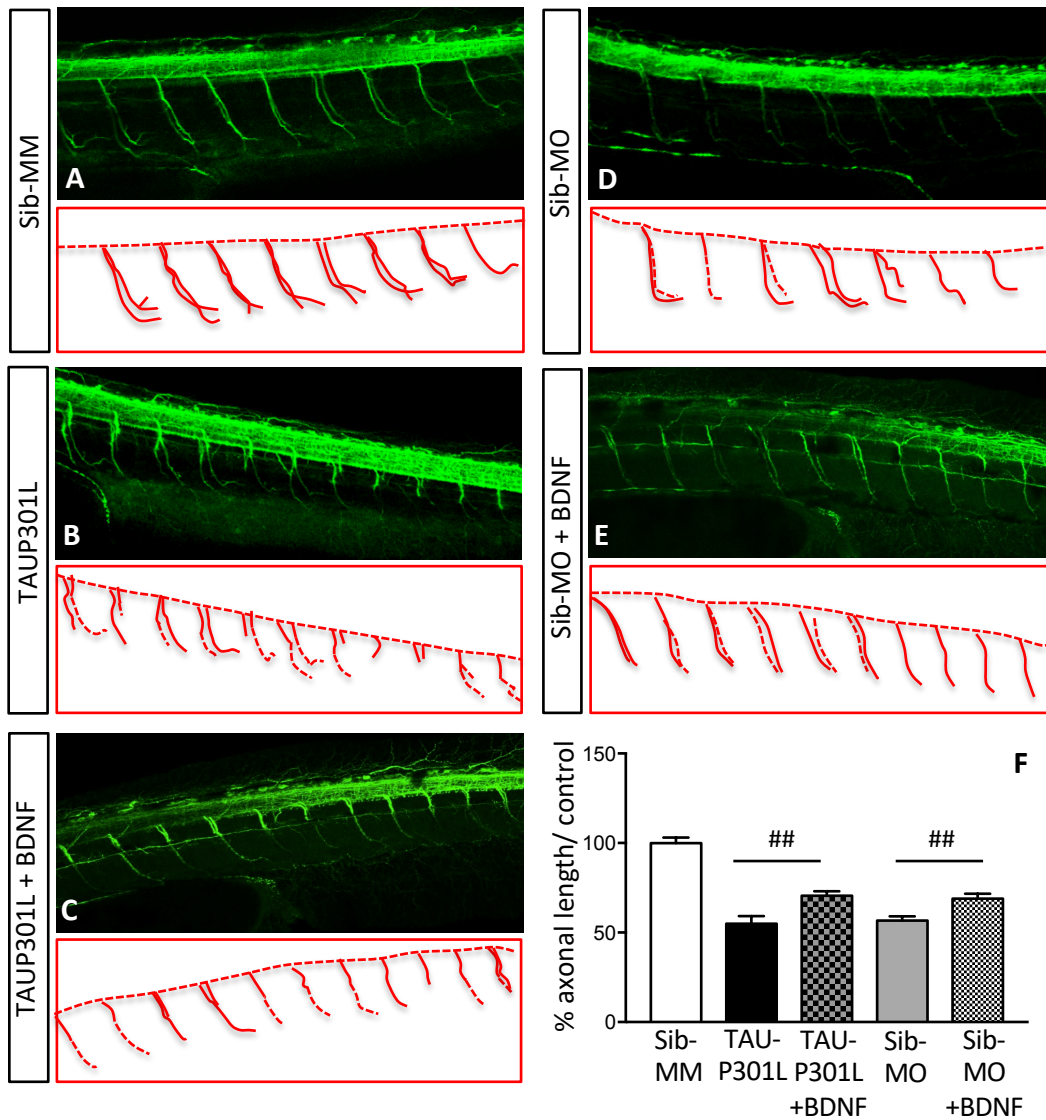 Sib-MM
A
TAUP301L
B
TAUP301L + BDNF
C
Sib-MO
D
Sib-MO + BDNF
E
F
% axonal length/ control
150
100
50
0
##
##
Sib-
MM
TAU-
P301L
TAU-
P301L
+BDNF
Sib-
MO
Sib-
MO
+BDNF